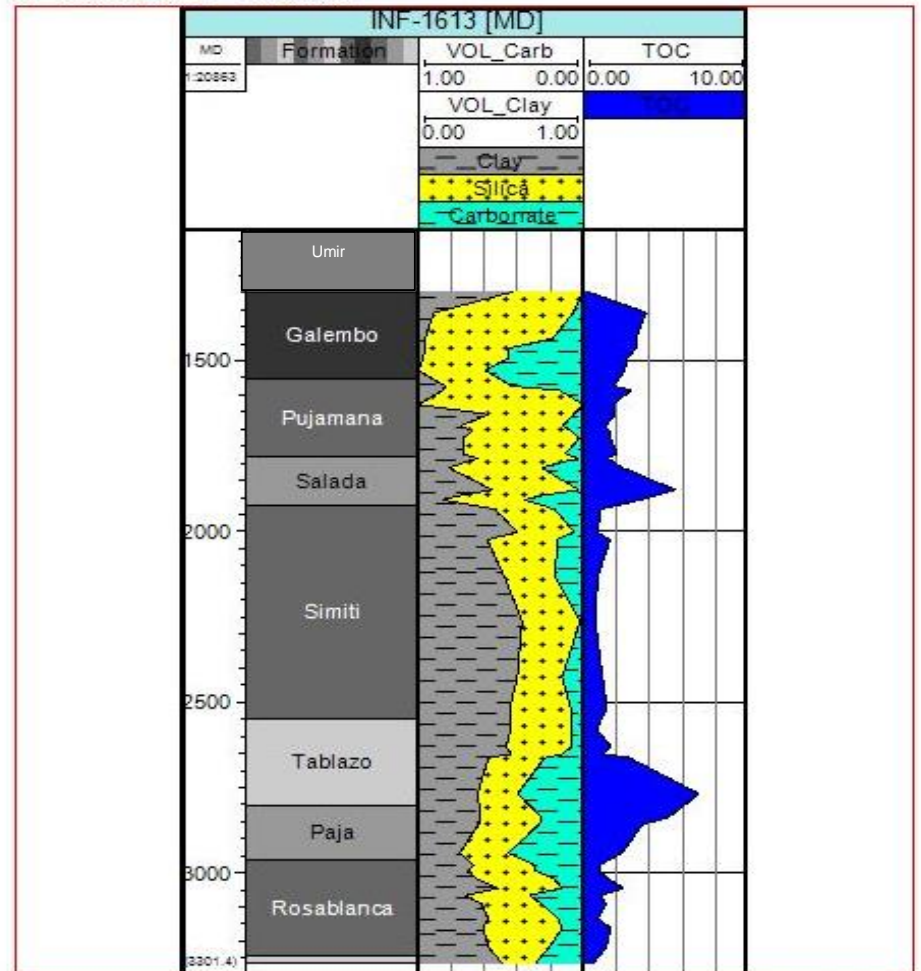 INF-1613 [MD]
MD Formation VOL_Carb TOC
1:20863 1.00 0.00 0.00 10.00
VOL_Clay TOC
0.00 1.00
Clay
Silica
Carbonate
Umir
Galembo
1500
Pujamana
Salada
2000
Simiti
2500
Tablazo
Paja
3000
Rosablanca
(3301.4)